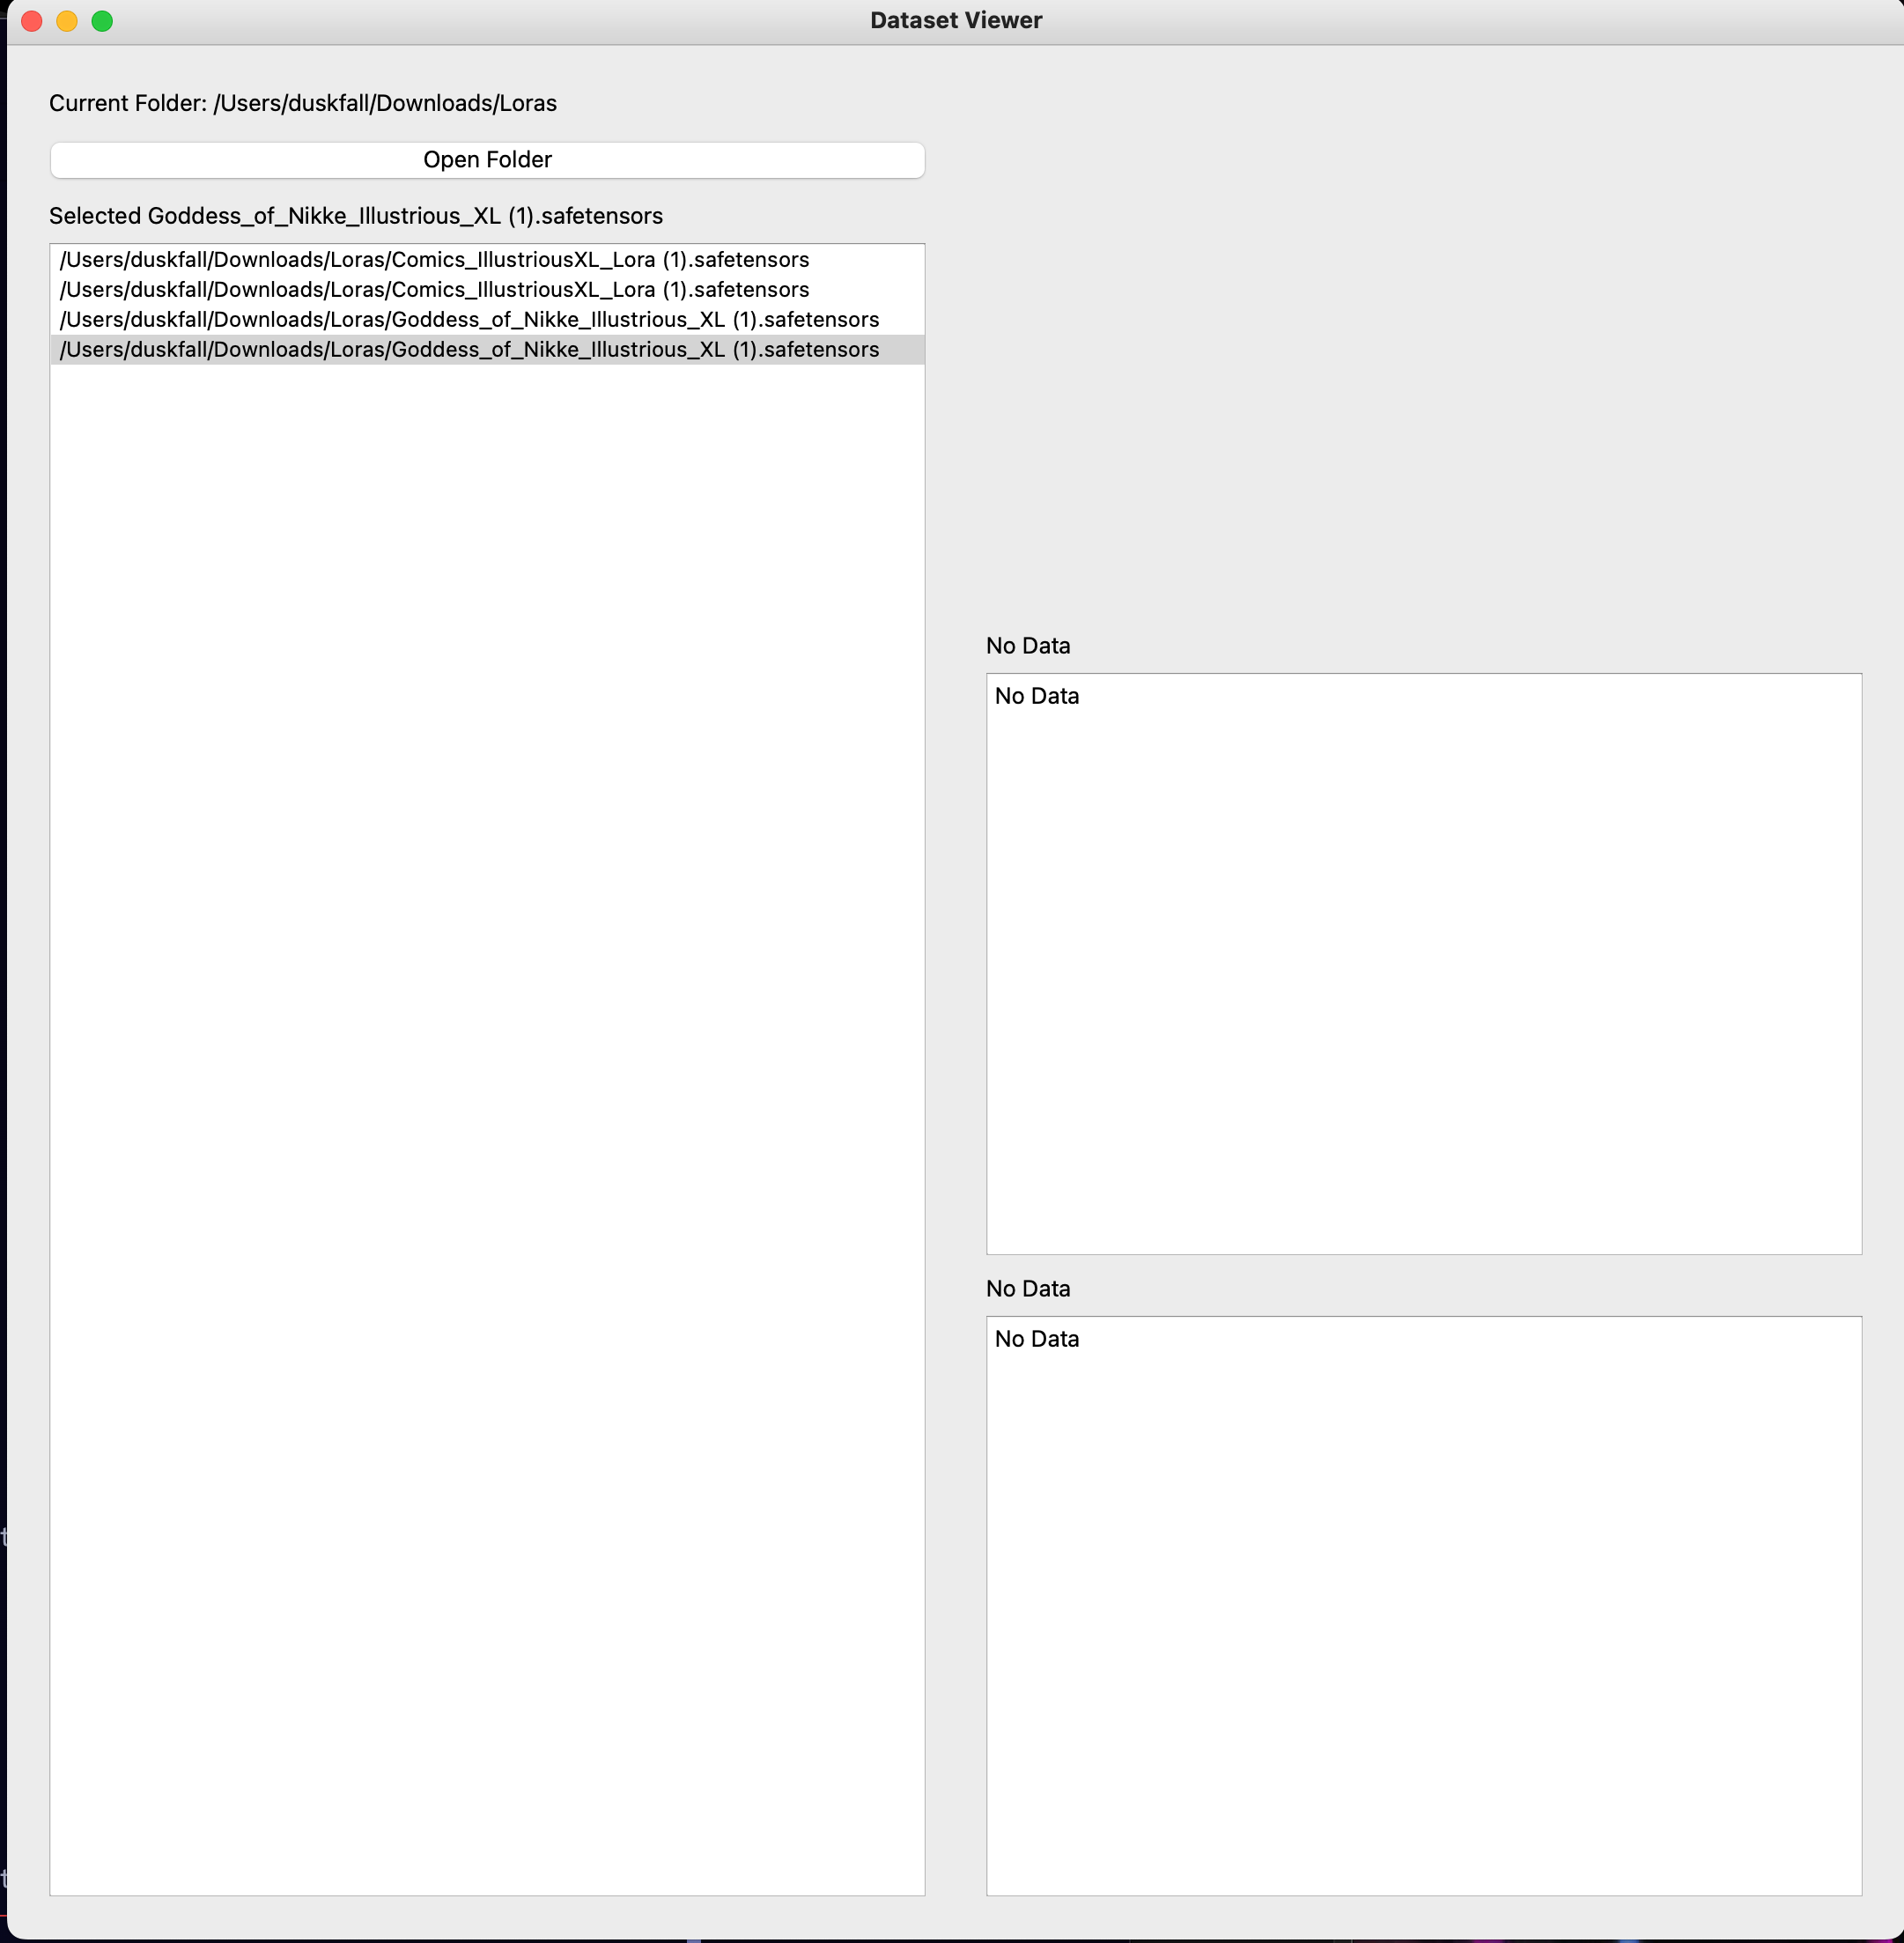 Dataset Viewer
Current Folder: /Users/duskfall/Downloads/Loras
Open Folder
Selected Goddess_of_Nikke_Illustrious_XL (1).safetensors
/Users/duskfall/Downloads/Loras/Comics_IllustriousXL_Lora (1).safetensors
/Users/duskfall/Downloads/Loras/Comics_IllustriousXL_Lora (1).safetensors
/Users/duskfall/Downloads/Loras/Goddess_of_Nikke_Illustrious_XL (1).safetensors
/Users/duskfall/Downloads/Loras/Goddess_of_Nikke_Illustrious_XL (1).safetensors
No Data
No Data
No Data
No Data